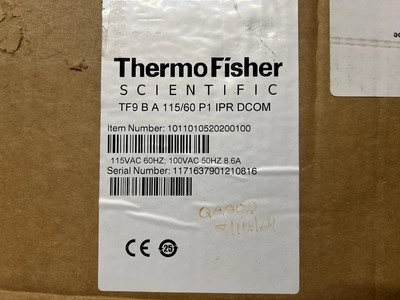 ThermoFisher
SCIENTIFIC
TF9 B A 115/60 P1 IPR DCOM
Item Number: 1011010520200100
115VAC 60HZ; 100VAC 50HZ 8.6A
Serial Number: 1171637901210816
CE 25